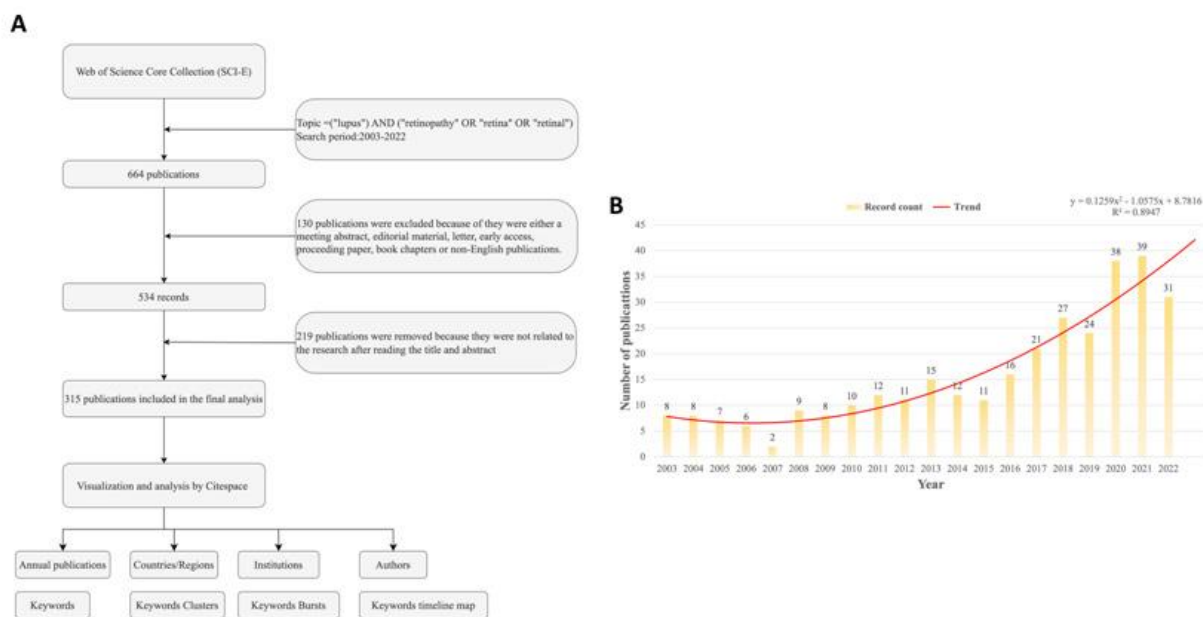 A
Web of Science Core Collection (SCI-E)
Topic =("lupus") AND ("retinopathy" OR "retina" OR "retinal")
Search period:2003-2022
664 publications
130 publications were excluded because of they were either a
meeting abstract, editorial material, letter, early access,
proceeding paper, book chapters or non-English publications.
534 records
219 publications were removed because they were not related to
the research after reading the title and abstract
315 publications included in the final analysis
Visualization and analysis by Citespace
Annual publications
Countries/Regions
Institutions
Authors
Keywords
Keywords Clusters
Keywords Bursts
Keywords timeline map
B
Record count
Trend
y = 0.1259x² - 1.0575x + 8.7816
R² = 0.8947
Number of publicattions
45
40
35
30
25
20
15
10
5
0
8
8
7
6
2
9
8
10
12
11
15
12
11
16
21
27
24
38
39
31
2003 2004 2005 2006 2007 2008 2009 2010 2011 2012 2013 2014 2015 2016 2017 2018 2019 2020 2021 2022
Year